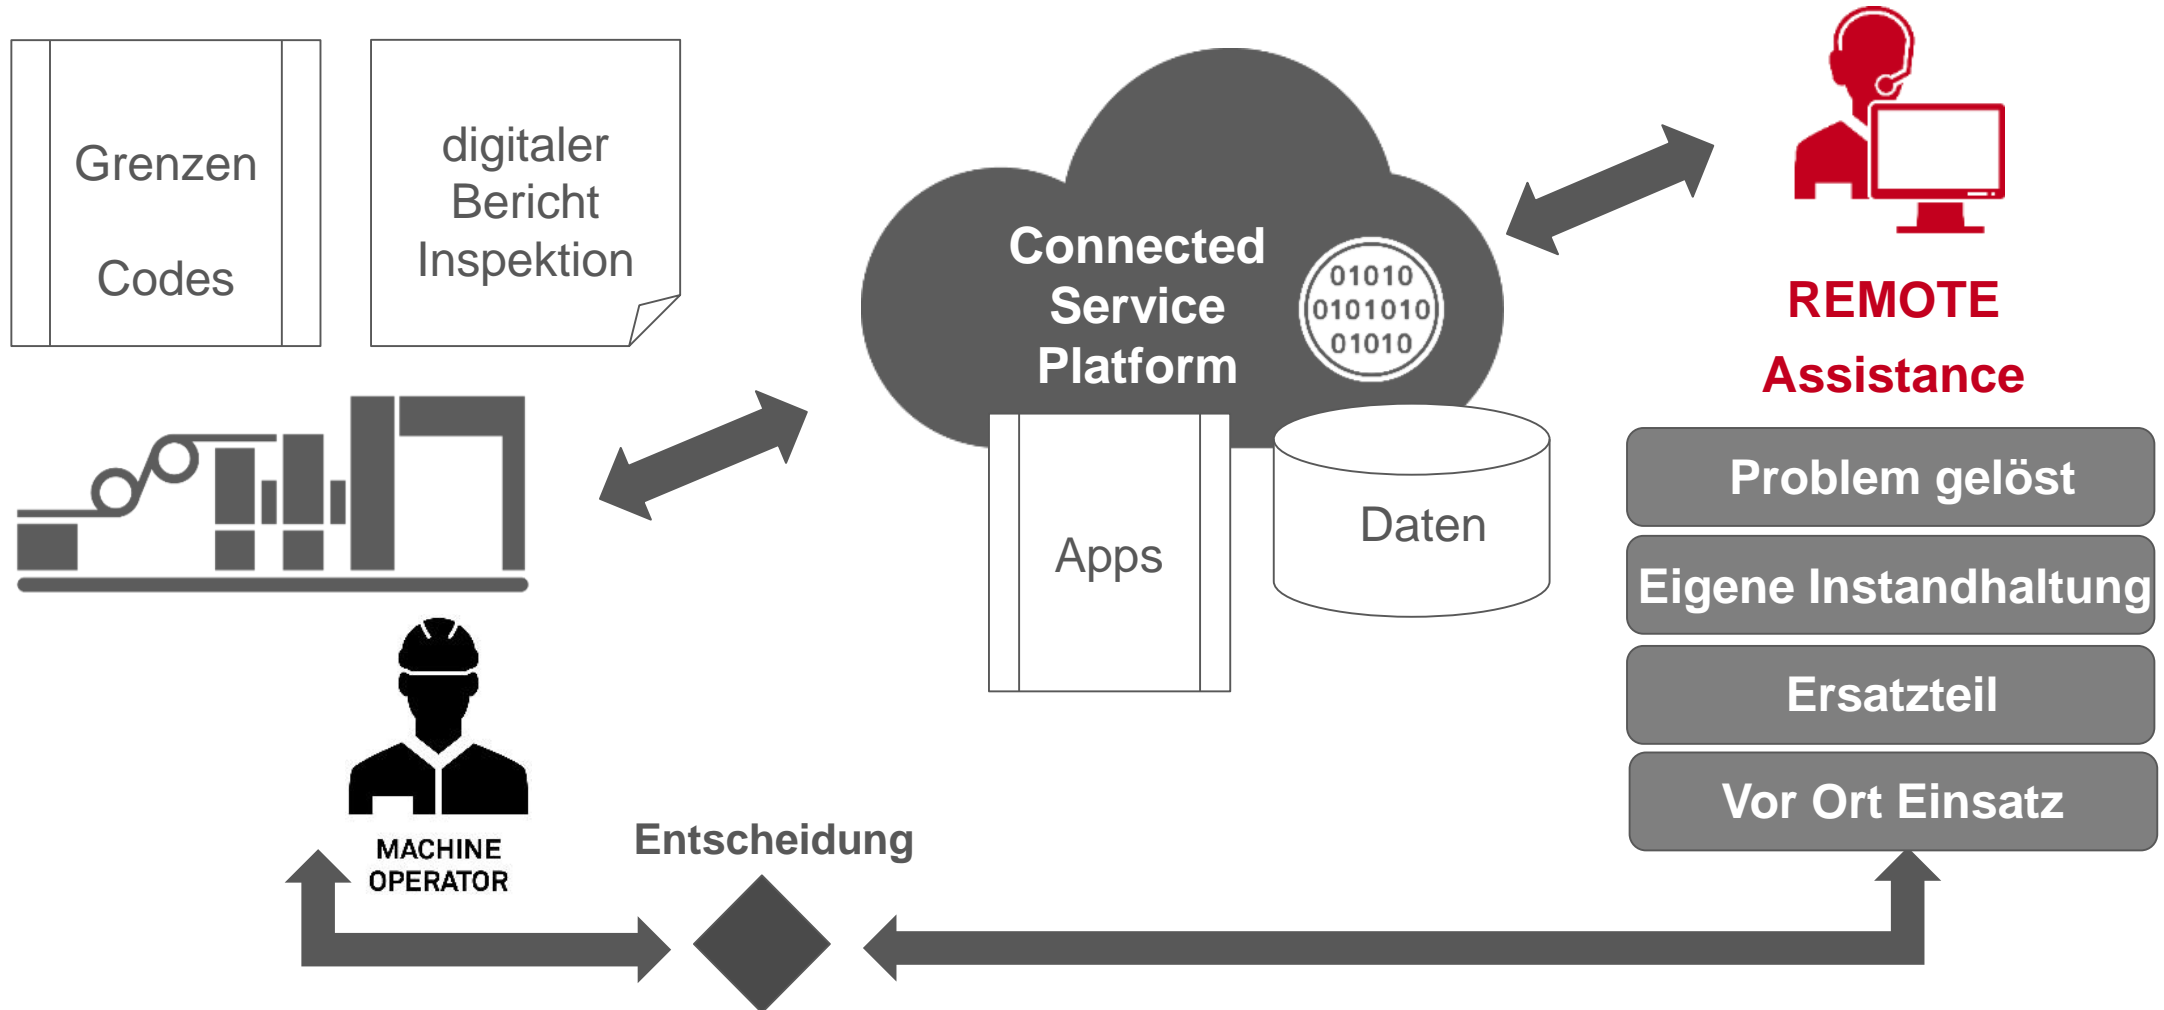 Grenzen
Codes
digitaler
Bericht
Inspektion
Connected
Service
Platform
01010
0101010
01010
Apps
Daten
REMOTE
Assistance
Problem gelöst
Eigene Instandhaltung
Ersatzteil
Vor Ort Einsatz
MACHINE
OPERATOR
Entscheidung